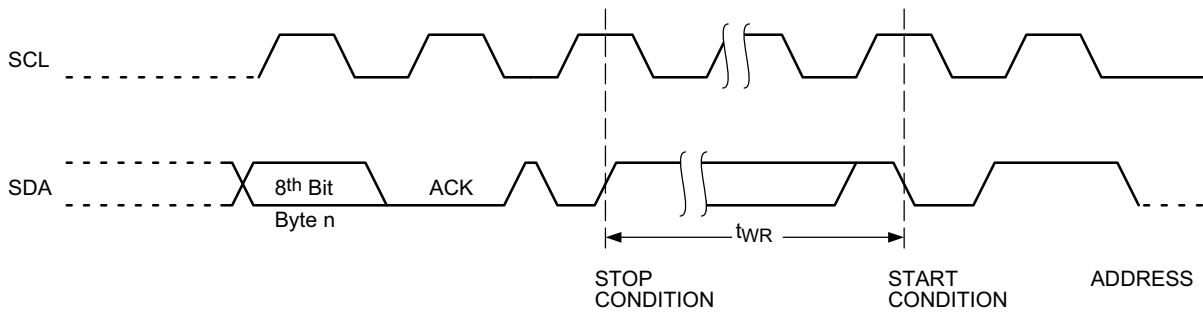 SCL
SDA
8th Bit
Byte n
ACK
tWR
STOP
CONDITION
START
CONDITION
ADDRESS